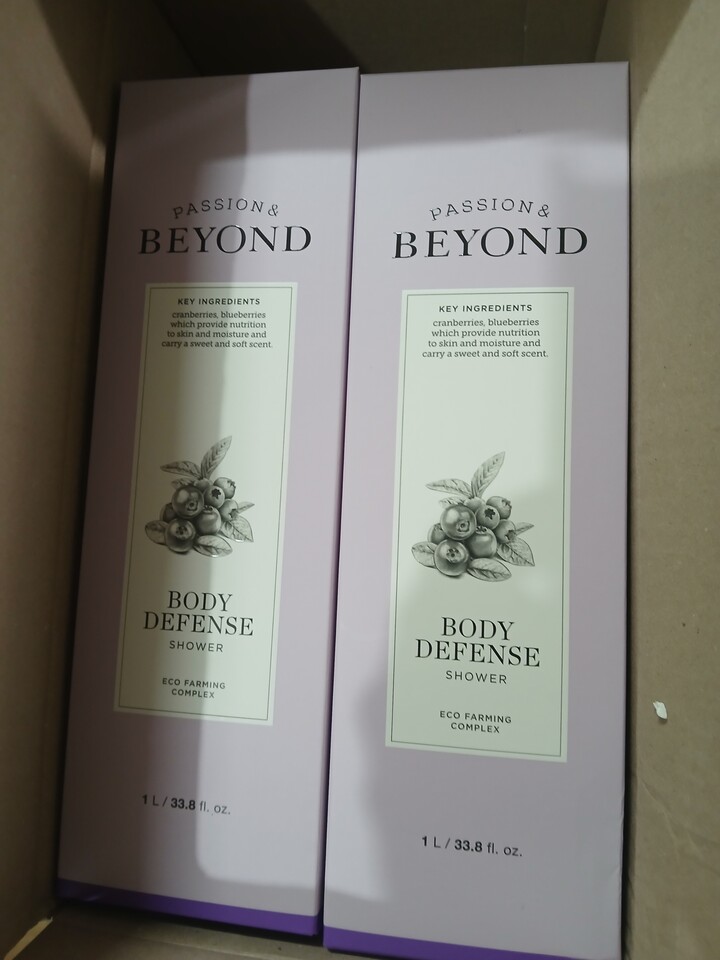 PASSION &
BEYOND
KEY INGREDIENTS
cranberries, blueberries
which provide nutrition
to skin and moisture and
carry a sweet and soft scent.
BODY
DEFENSE
SHOWER
ECO FARMING
COMPLEX
1 L / 33.8 fl. oz.
PASSION &
BEYOND
KEY INGREDIENTS
cranberries, blueberries
which provide nutrition
to skin and moisture and
carry a sweet and soft scent.
BODY
DEFENSE
SHOWER
ECO FARMING
COMPLEX
1 L / 33.8 fl. oz.